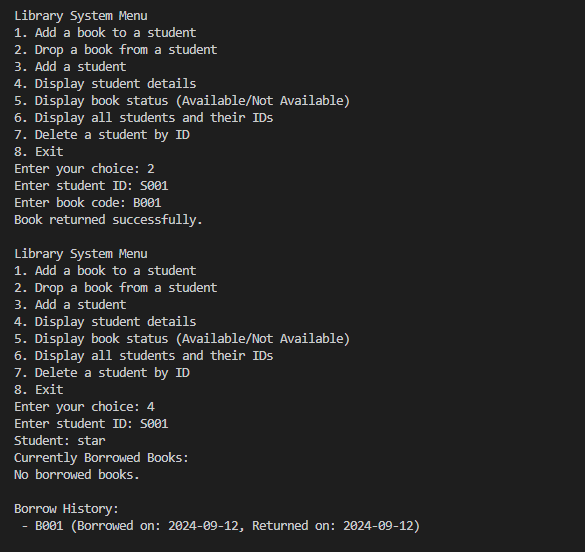 Library System Menu
1. Add a book to a student
2. Drop a book from a student
3. Add a student
4. Display student details
5. Display book status (Available/Not Available)
6. Display all students and their IDs
7. Delete a student by ID
8. Exit
Enter your choice: 2
Enter student ID: S001
Enter book code: B001
Book returned successfully.

Library System Menu
1. Add a book to a student
2. Drop a book from a student
3. Add a student
4. Display student details
5. Display book status (Available/Not Available)
6. Display all students and their IDs
7. Delete a student by ID
8. Exit
Enter your choice: 4
Enter student ID: S001
Student: star
Currently Borrowed Books:
No borrowed books.

Borrow History:
 - B001 (Borrowed on: 2024-09-12, Returned on: 2024-09-12)